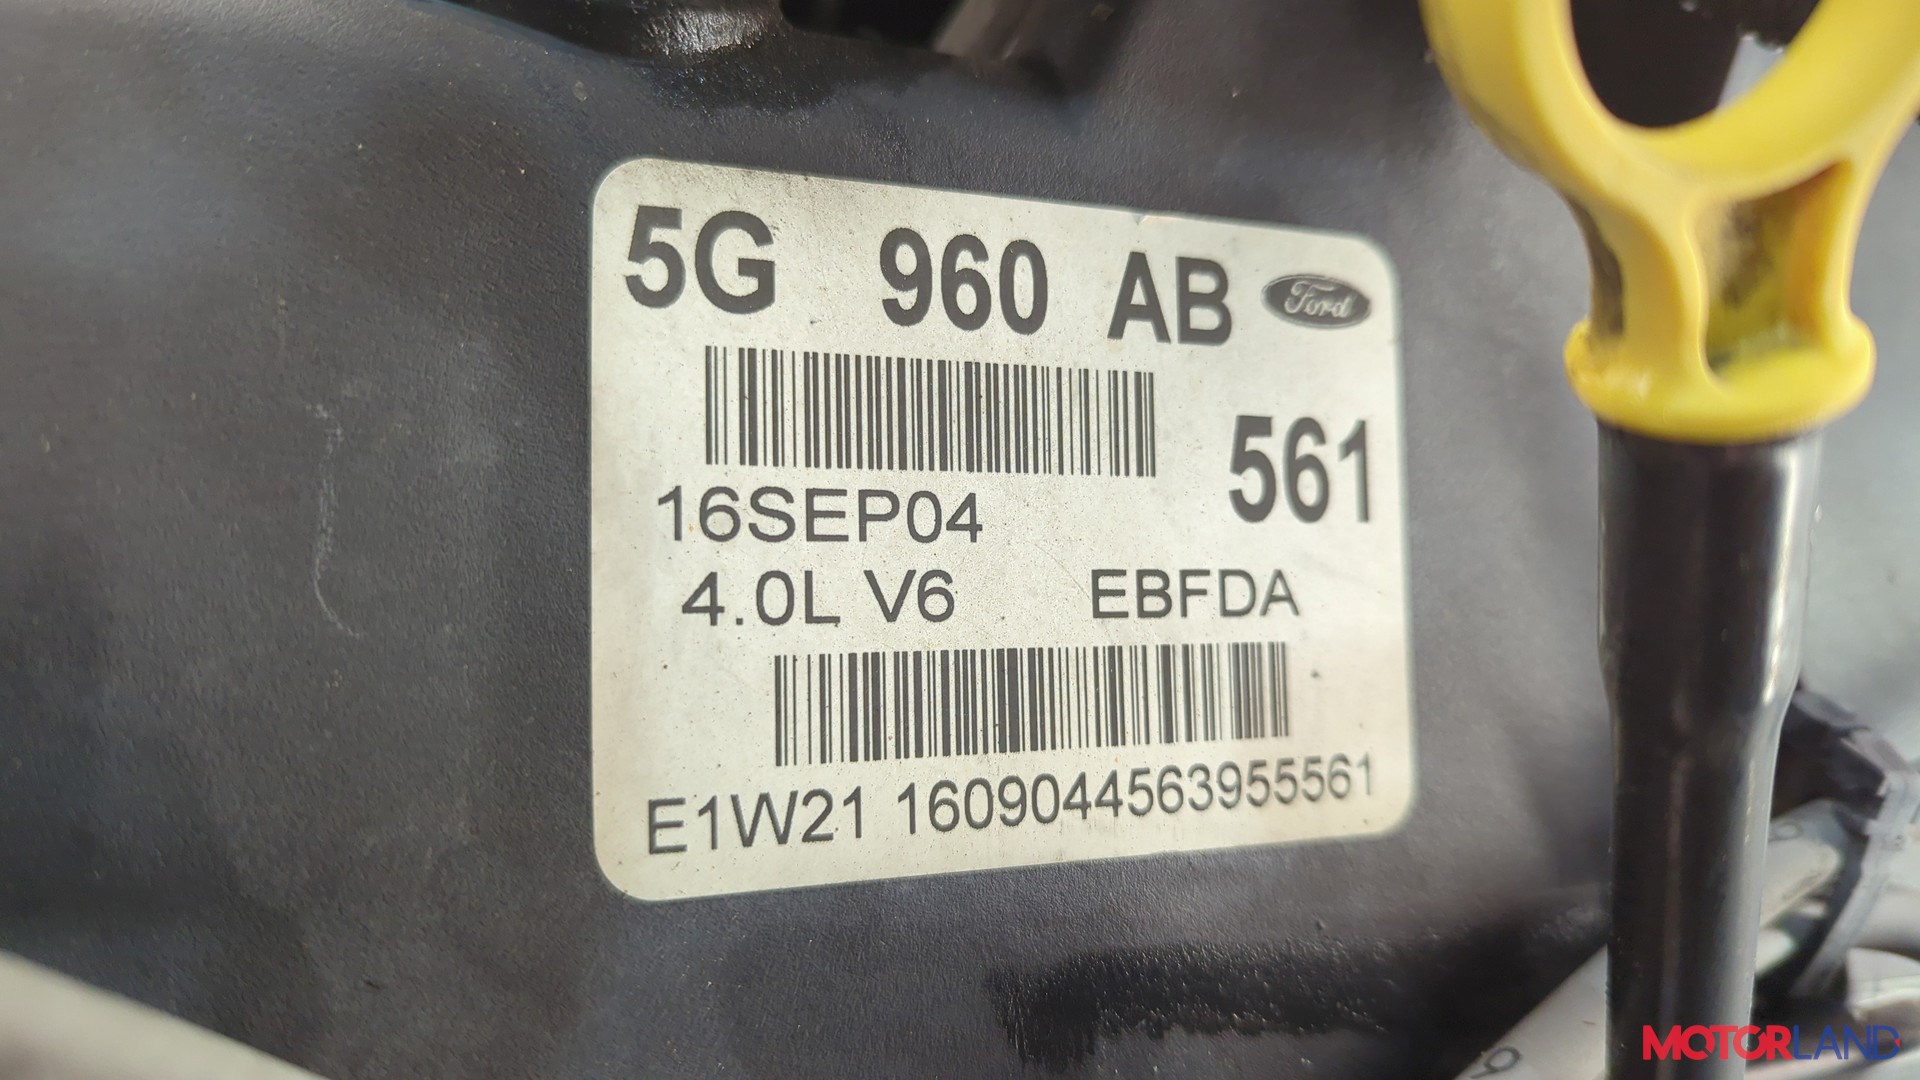 5G 960 AB Ford
561
16SEP04
4.0L V6 EBFDA
E1W21 1609044563955561
MOTORLAND